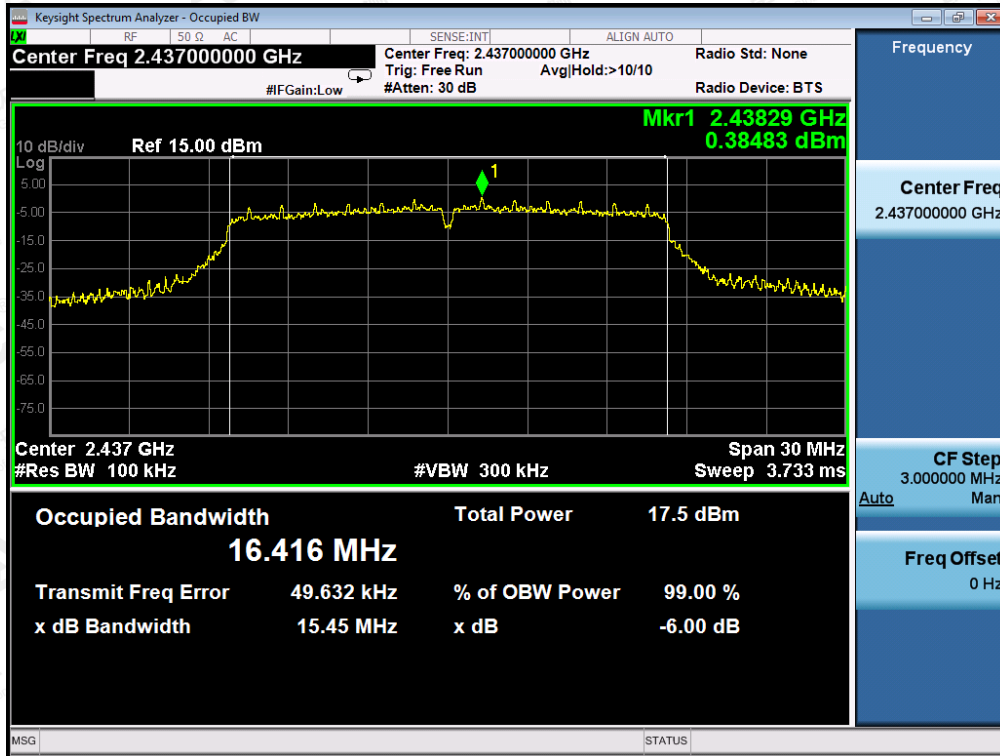 Keysight Spectrum Analyzer - Occupied BW
LXI RF 50 Ω AC SENSE:INT ALIGN AUTO
Center Freq 2.437000000 GHz
Center Freq: 2.437000000 GHz Radio Std: None
Trig: Free Run Avg|Hold:>10/10
#IFGain:Low #Atten: 30 dB Radio Device: BTS
Mkr1 2.43829 GHz
0.38483 dBm
10 dB/div Ref 15.00 dBm
Log
1
5.00
-5.00
-15.0
-25.0
-35.0
-45.0
-55.0
-65.0
-75.0
Center 2.437 GHz Span 30 MHz
#Res BW 100 kHz #VBW 300 kHz Sweep 3.733 ms
Occupied Bandwidth Total Power 17.5 dBm
16.416 MHz
Transmit Freq Error 49.632 kHz % of OBW Power 99.00 %
x dB Bandwidth 15.45 MHz x dB -6.00 dB
MSG STATUS
Frequency
Center Freq
2.437000000 GHz
CF Step
3.000000 MHz
Auto Man
Freq Offset
0 Hz